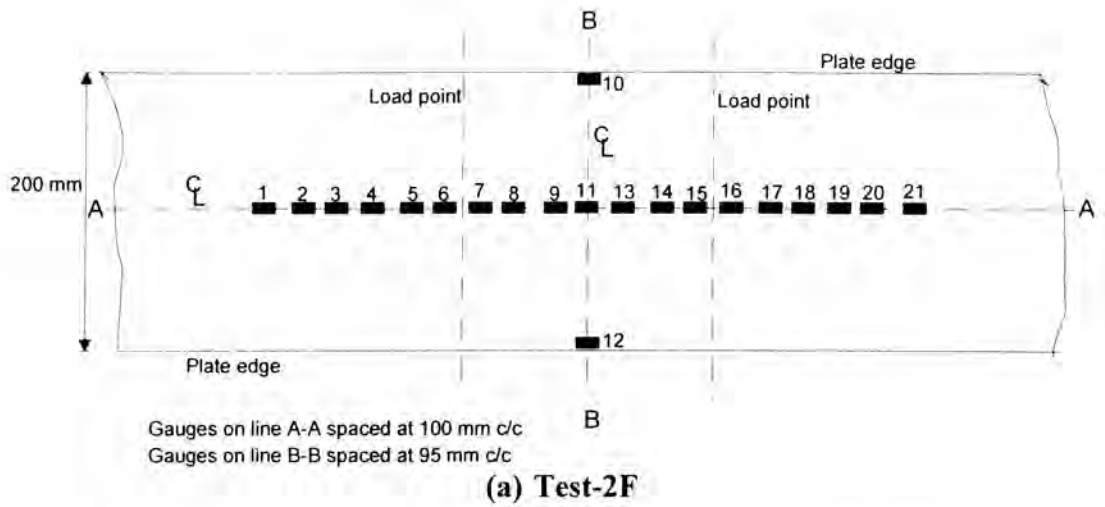 B
Plate edge
10
Load point
Load point
CL
200 mm
CL
A
1 2 3 4 5 6 7 8 9 11 13 14 15 16 17 18 19 20 21
A
12
Plate edge
B
Gauges on line A-A spaced at 100 mm c/c
Gauges on line B-B spaced at 95 mm c/c
(a) Test-2F